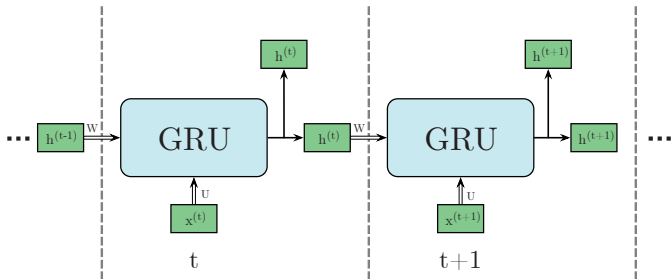 h^(t) h^(t+1)
... h^(t-1) W GRU h^(t) W GRU h^(t+1) ...
U U
x^(t) x^(t+1)
t t+1